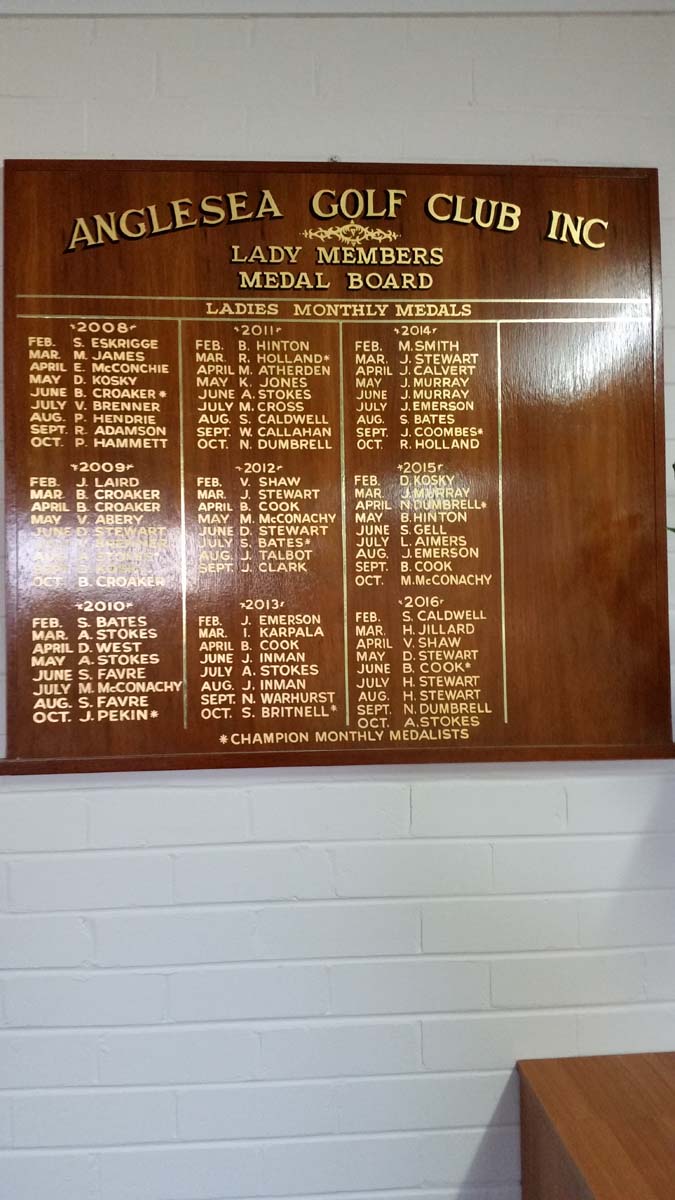 ANGLESEA GOLF CLUB INC
LADY MEMBERS
MEDAL BOARD
LADIES MONTHLY MEDALS
2008
FEB. S. ESKRIGGE
MAR. M. JAMES
APRIL E. McCONCHIE
MAY D. KOSKY
JUNE B. CROAKER*
JULY V. BRENNER
AUG. P. HENDRIE
SEPT. R. ADAMSON
OCT. P. HAMMETT
2009
FEB. J. LAIRD
MAR. B. CROAKER
APRIL B. CROAKER
MAY V. ABERY
JUNE D. STEWART
BRENNER
OCT. B. CROAKER
2010
FEB. S. BATES
MAR. A. STOKES
APRIL D. WEST
MAY A. STOKES
JUNE S. FAVRE
JULY M. McCONACHY
AUG. S. FAVRE
OCT. J. PEKIN*
2011
FEB. B. HINTON
MAR. R. HOLLAND*
APRIL M. ATHERDEN
MAY K. JONES
JUNE A. STOKES
JULY M. CROSS
AUG. S. CALDWELL
SEPT. W. CALLAHAN
OCT. N. DUMBRELL
2012
FEB. V. SHAW
MAR. J. STEWART
APRIL B. COOK
MAY M. McCONACHY
JUNE D. STEWART
JULY S. BATES*
AUG. J. TALBOT
SEPT. J. CLARK
2013
FEB. J. EMERSON
MAR. I. KARPALA
APRIL B. COOK
JUNE J. INMAN
JULY A. STOKES
AUG. J. INMAN
SEPT. N. WARHURST
OCT. S. BRITNELL*
2014
FEB. M. SMITH
MAR. J. STEWART
APRIL J. CALVERT
MAY J. MURRAY
JUNE J. MURRAY
JULY J. EMERSON
AUG. S. BATES
SEPT. J. COOMBES*
OCT. R. HOLLAND
2015
FEB. D. KOSKY
MAR. J. MURRAY
APRIL N. DUMBRELL*
MAY B. HINTON
JUNE S. GELL
JULY L. AIMERS
AUG. J. EMERSON
SEPT. B. COOK
OCT. M. McCONACHY
2016
FEB. S. CALDWELL
MAR. H. JILLARD
APRIL V. SHAW
MAY D. STEWART
JUNE B. COOK*
JULY H. STEWART
AUG. H. STEWART
SEPT. N. DUMBRELL
OCT. A. STOKES
*CHAMPION MONTHLY MEDALISTS